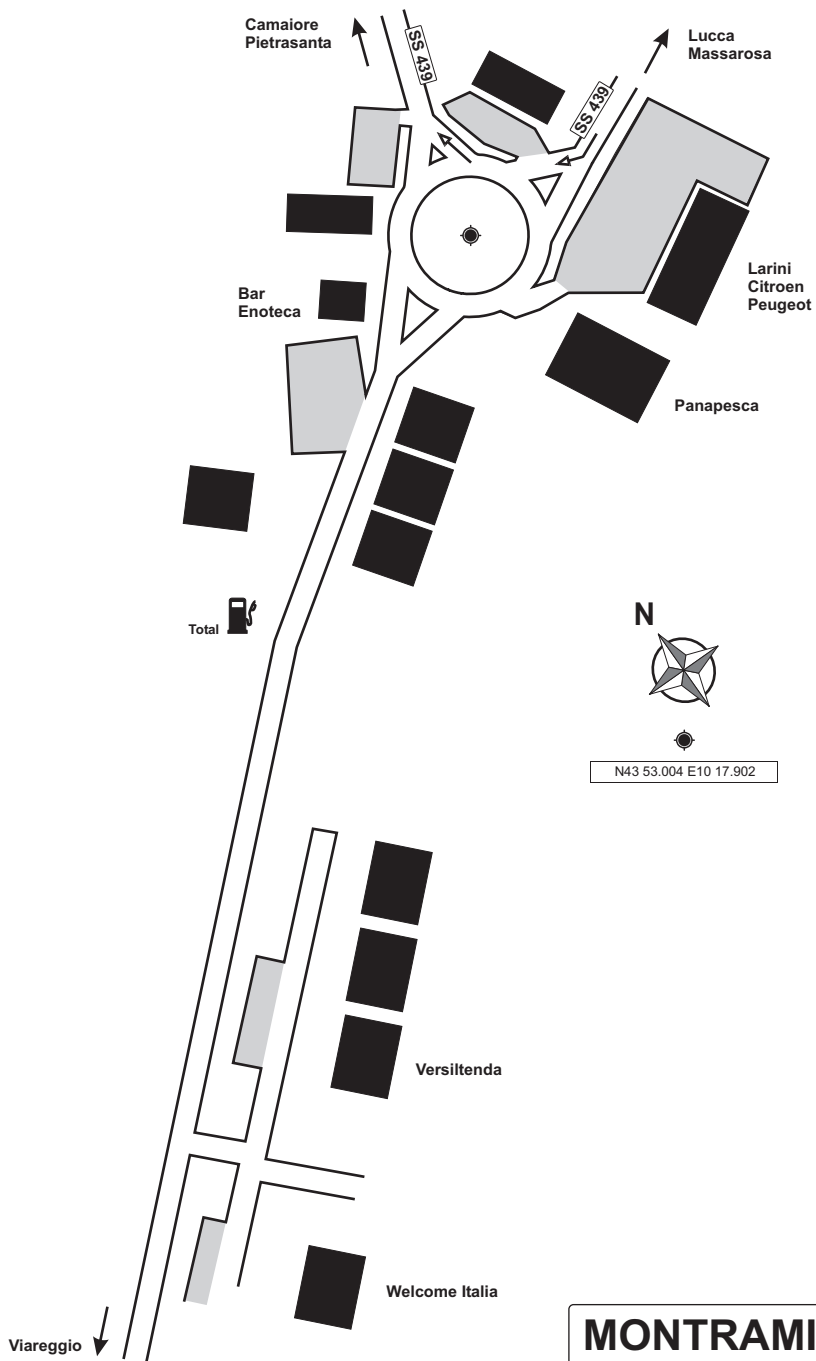 Camaiore
Pietrasanta
SS 439
Lucca
Massarosa
SS 439
Larini
Citroen
Peugeot
Bar
Enoteca
Panapesca
Total
N
N43 53.004 E10 17.902
Versiltenda
Welcome Italia
Viareggio
MONTRAMI